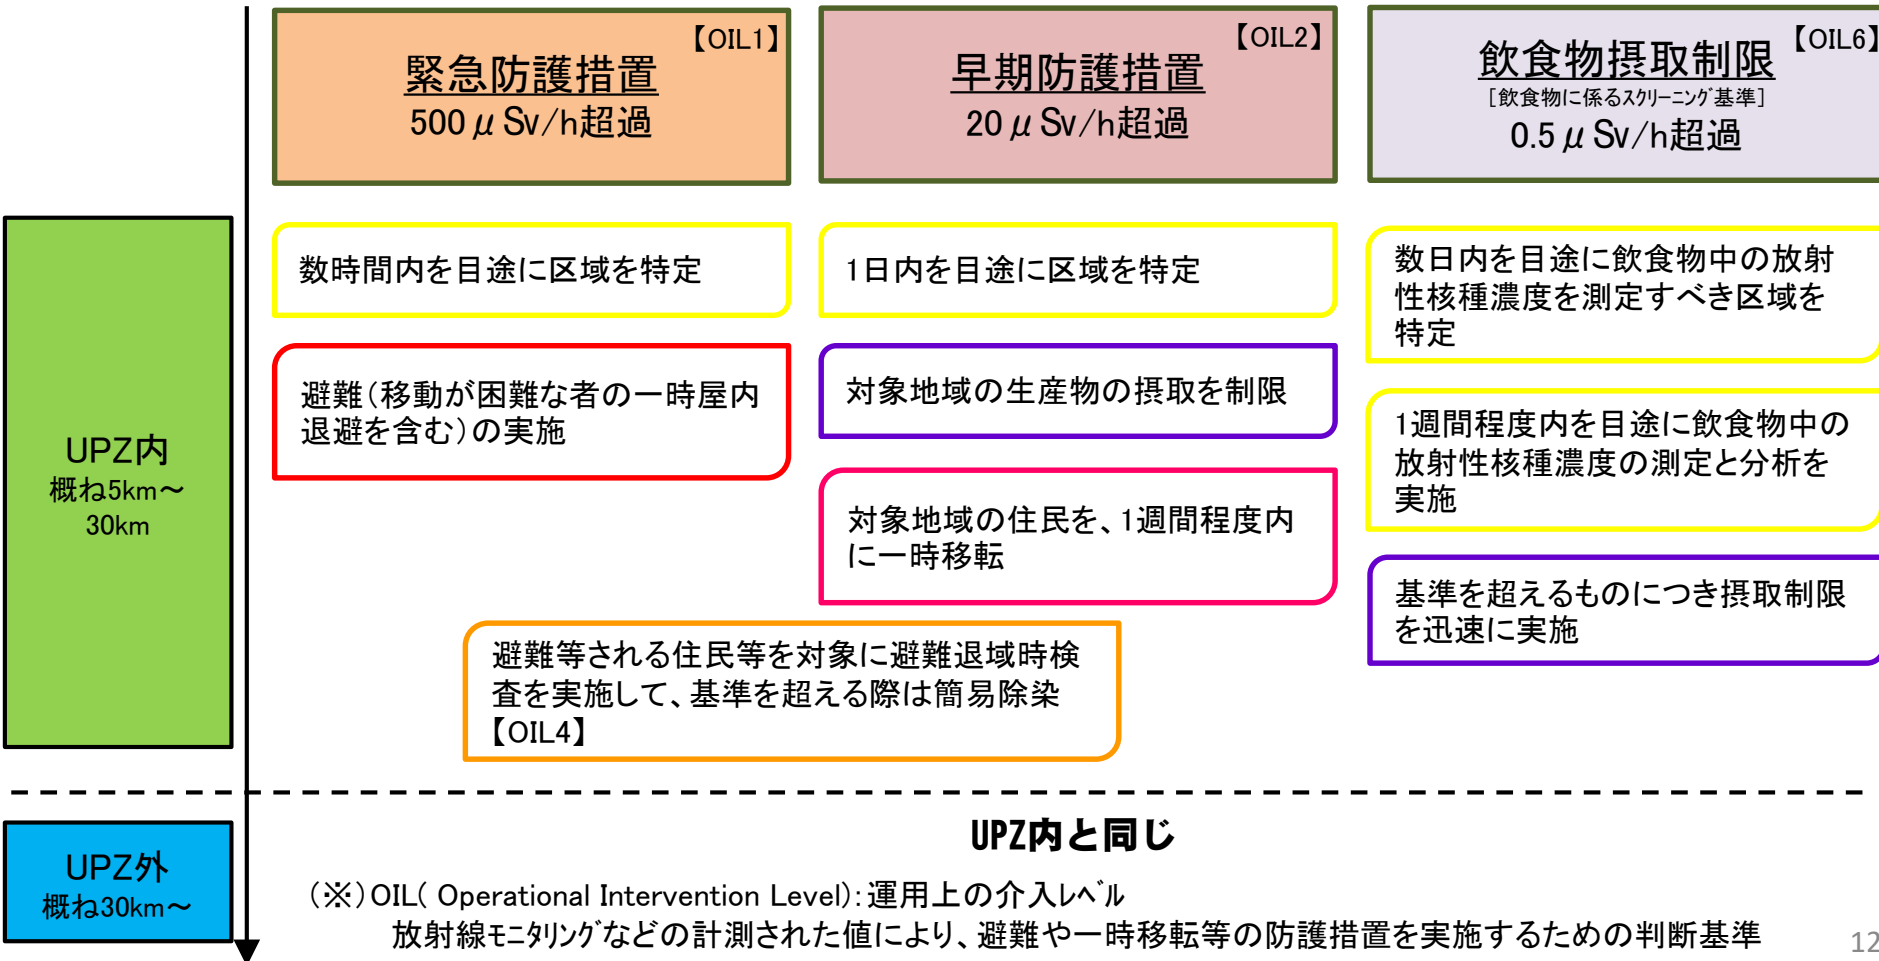 【OIL1】
緊急防護措置
500μSv/h超過
【OIL2】
早期防護措置
20μSv/h超過
【OIL6】
飲食物摂取制限
[飲食物に係るｽｸﾘｰﾆﾝｸﾞ基準]
0.5μSv/h超過
UPZ内
概ね5km～
30km
数時間内を目途に区域を特定
避難(移動が困難な者の一時屋内
退避を含む)の実施
1日内を目途に区域を特定
対象地域の生産物の摂取を制限
対象地域の住民を、1週間程度内
に一時移転
数日内を目途に飲食物中の放射
性核種濃度を測定すべき区域を
特定
1週間程度内を目途に飲食物中の
放射性核種濃度の測定と分析を
実施
基準を超えるものにつき摂取制限
を迅速に実施
避難等される住民等を対象に避難退域時検
査を実施して、基準を超える際は簡易除染
【OIL4】
UPZ外
概ね30km～
UPZ内と同じ
(※)OIL( Operational Intervention Level):運用上の介入ﾚﾍﾞﾙ
放射線ﾓﾆﾀﾘﾝｸﾞなどの計測された値により、避難や一時移転等の防護措置を実施するための判断基準
12